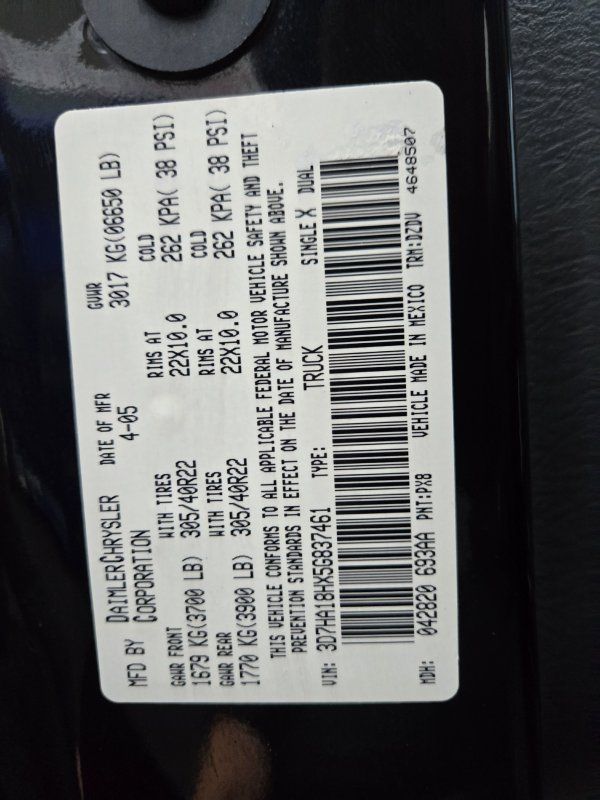 MFD BY DAIMLERCHRYSLER CORPORATION DATE OF MFR 4-05 GVWR 3017 KG(06650 LB)
GAWR FRONT WITH TIRES RIMS AT COLD
1679 KG(3700 LB) 305/40R22 22X10.0 262 KPA( 38 PSI)
GAWR REAR WITH TIRES RIMS AT COLD
1770 KG(3900 LB) 305/40R22 22X10.0 262 KPA( 38 PSI)
THIS VEHICLE CONFORMS TO ALL APPLICABLE FEDERAL MOTOR VEHICLE SAFETY AND THEFT
PREVENTION STANDARDS IN EFFECT ON THE DATE OF MANUFACTURE SHOWN ABOVE.
VIN: 3D7HA18HX5G837461 TYPE: TRUCK SINGLE X DUAL
MDH: 042820 693AA PNT:PX8 VEHICLE MADE IN MEXICO TRM:DZDV 4648507